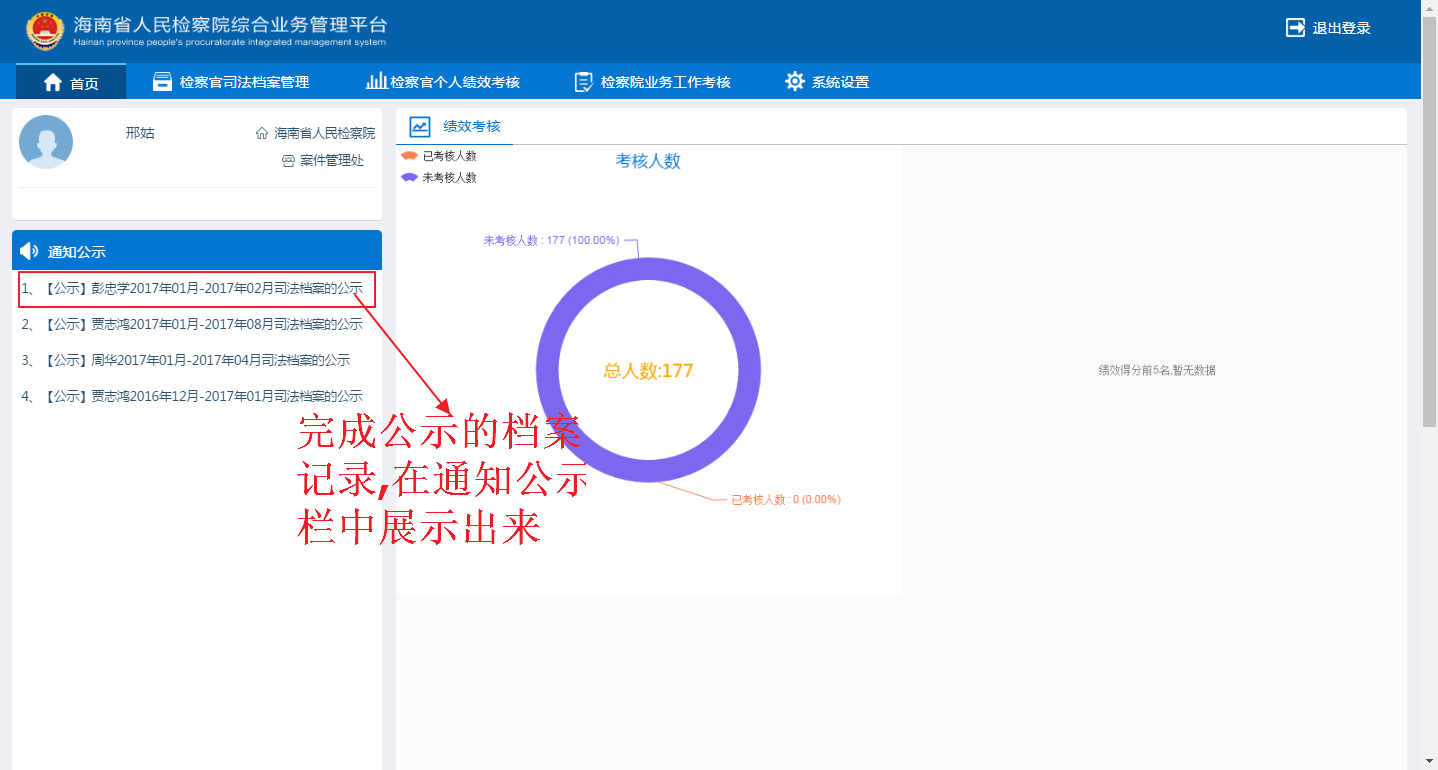 海南省人民检察院综合业务管理平台
Hainan province people's procuratorate integrated management system
退出登录
首页
检察官司法档案管理
检察官个人绩效考核
检察院业务工作考核
系统设置
邢姑
海南省人民检察院
案件管理处
通知公示
1、【公示】彭忠学2017年01月-2017年02月司法档案的公示
2、【公示】贾志鸿2017年01月-2017年08月司法档案的公示
3、【公示】周华2017年01月-2017年04月司法档案的公示
4、【公示】贾志鸿2016年12月-2017年01月司法档案的公示
完成公示的档案
记录,在通知公示
栏中展示出来
绩效考核
已考核人数
未考核人数
考核人数
未考核人数 : 177 (100.00%)
总人数:177
已考核人数 : 0 (0.00%)
绩效得分前5名,暂无数据